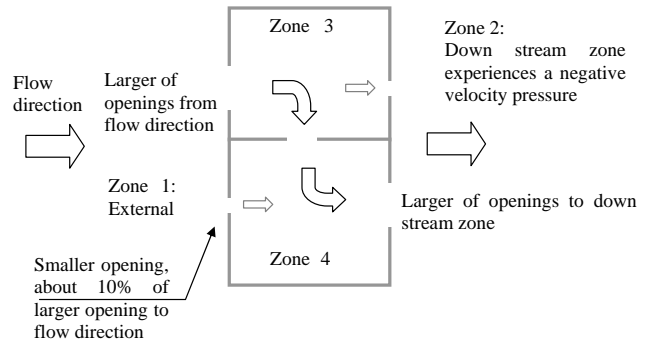 Flow
direction
Larger of
openings from
flow direction
Zone 1:
External
Smaller opening,
about 10% of
larger opening to
flow direction
Zone 3
Zone 4
Zone 2:
Down stream zone
experiences a negative
velocity pressure
Larger of openings to down
stream zone